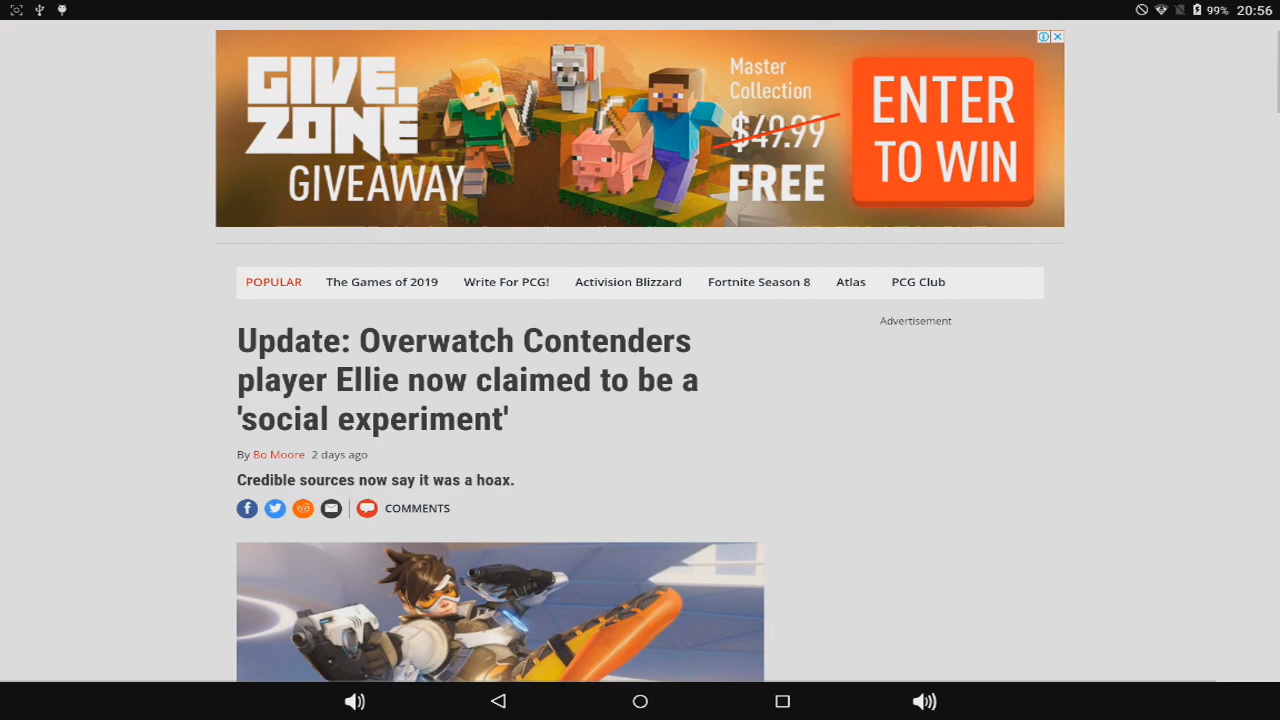 99% 20:56
GIVE.
ZONE
GIVEAWAY
Master
Collection
$49.99
FREE
ENTER
TO WIN
POPULAR The Games of 2019 Write For PCG! Activision Blizzard Fortnite Season 8 Atlas PCG Club
Advertisement
Update: Overwatch Contenders
player Ellie now claimed to be a
'social experiment'
By Bo Moore 2 days ago
Credible sources now say it was a hoax.
COMMENTS